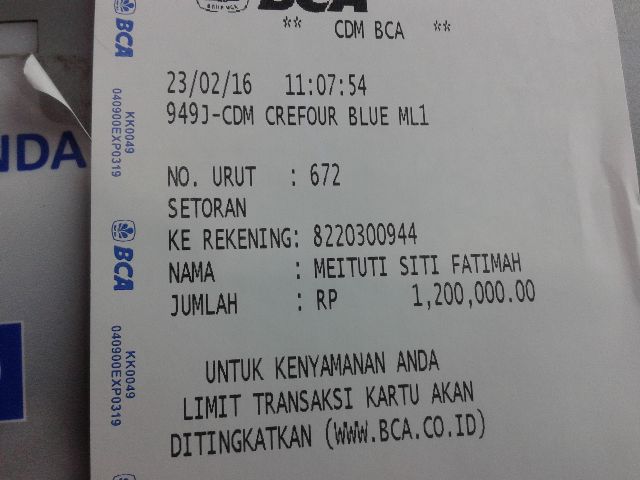 BCA
** CDM BCA **
23/02/16 11:07:54
949J-CDM CREFOUR BLUE ML1
NO. URUT : 672
SETORAN
KE REKENING: 8220300944
NAMA : MEITUTI SITI FATIMAH
JUMLAH : RP 1,200,000.00
UNTUK KENYAMANAN ANDA
LIMIT TRANSAKSI KARTU AKAN
DITINGKATKAN (WWW.BCA.CO.ID)
BCA
KK0049
040900EXP0319
BCA
KK0049
040900EXP0319
NDA